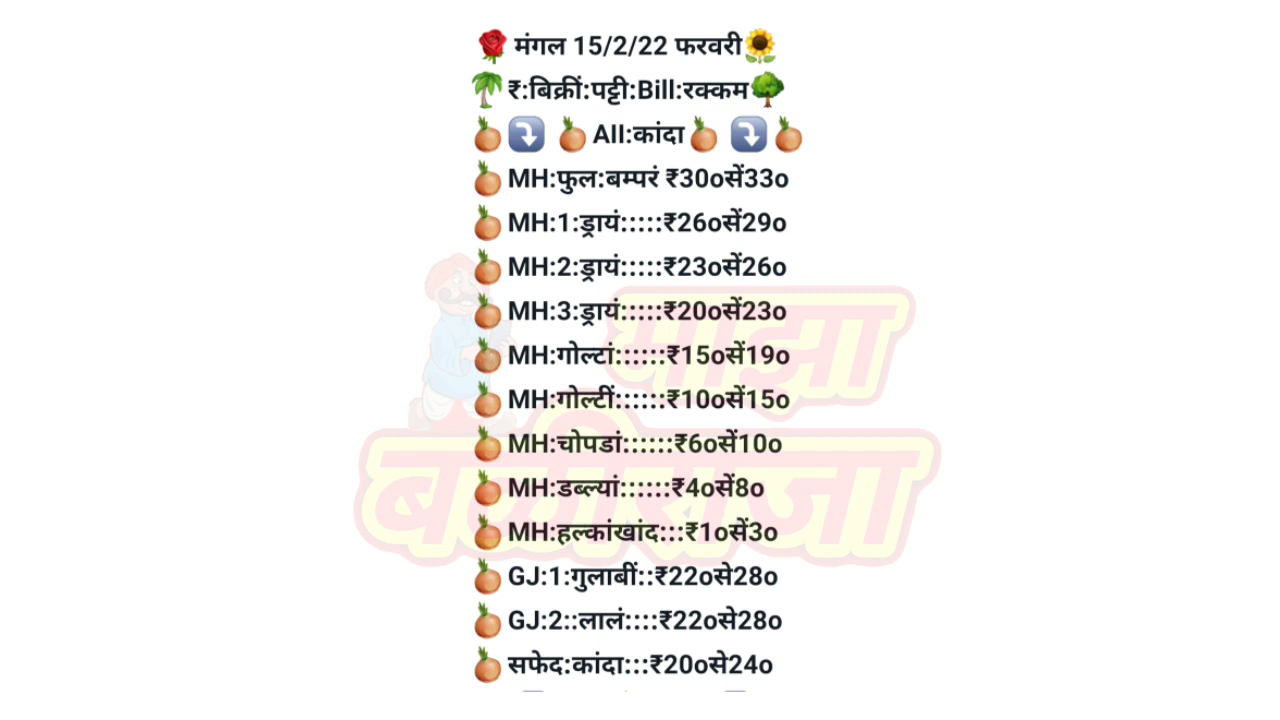 🌹मंगल 15/2/22 फरवरी🌻
🌴₹:बिक्रीं:पट्टी:Bill:रक्कम🌳
🧅⤵️ 🧅All:कांदा🧅 ⤵️🧅
🧅MH:फुल:बम्परं ₹30oसें33o
🧅MH:1:ड्रायं:::::₹26oसें29o
🧅MH:2:ड्रायं:::::₹23oसें26o
🧅MH:3:ड्रायं:::::₹20oसें23o
🧅MH:गोल्टां::::::₹15oसें19o
🧅MH:गोल्टीं::::::₹10oसें15o
🧅MH:चोपडां::::::₹6oसें10o
🧅MH:डब्ल्यां::::::₹4oसें8o
🧅MH:हल्कांखांद:::₹1oसें3o
🧅GJ:1:गुलाबीं::₹22oसे28o
🧅GJ:2::लालं::::₹22oसे28o
🧅सफेद:कांदा:::₹20oसे24o
माझा
बळीराजा